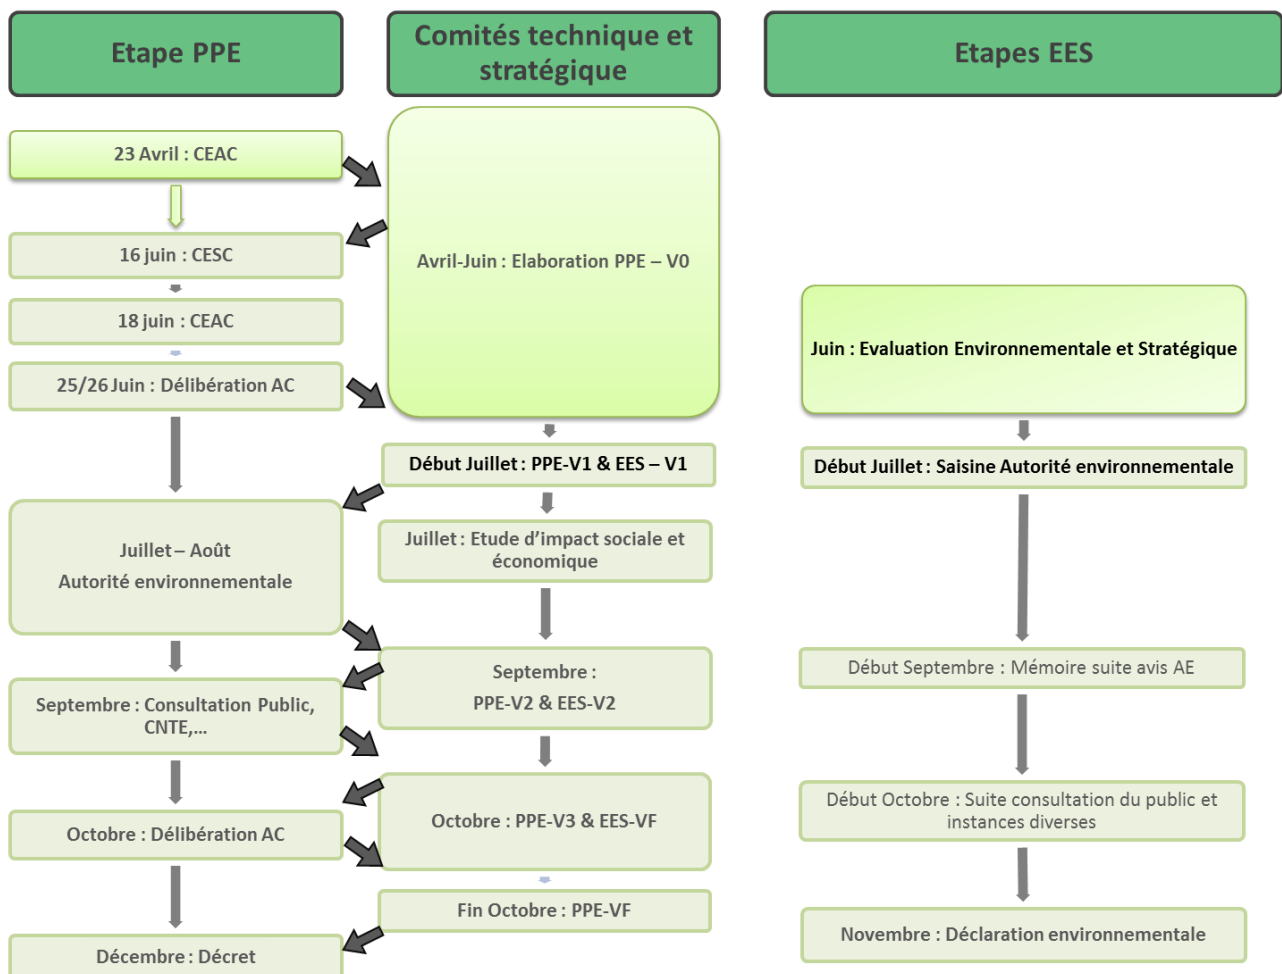 Etape PPE
Comités technique et
stratégique
Etapes EES
23 Avril : CEAC
16 juin : CESC
18 juin : CEAC
25/26 Juin : Délibération AC
Juillet – Août
Autorité environnementale
Septembre : Consultation Public,
CNTE,...
Octobre : Délibération AC
Décembre : Décret
Avril-Juin : Elaboration PPE – V0
Début Juillet : PPE-V1 & EES – V1
Juillet : Etude d’impact sociale et
économique
Septembre :
PPE-V2 & EES-V2
Octobre : PPE-V3 & EES-VF
Fin Octobre : PPE-VF
Juin : Evaluation Environnementale et Stratégique
Début Juillet : Saisine Autorité environnementale
Début Septembre : Mémoire suite avis AE
Début Octobre : Suite consultation du public et
instances diverses
Novembre : Déclaration environnementale